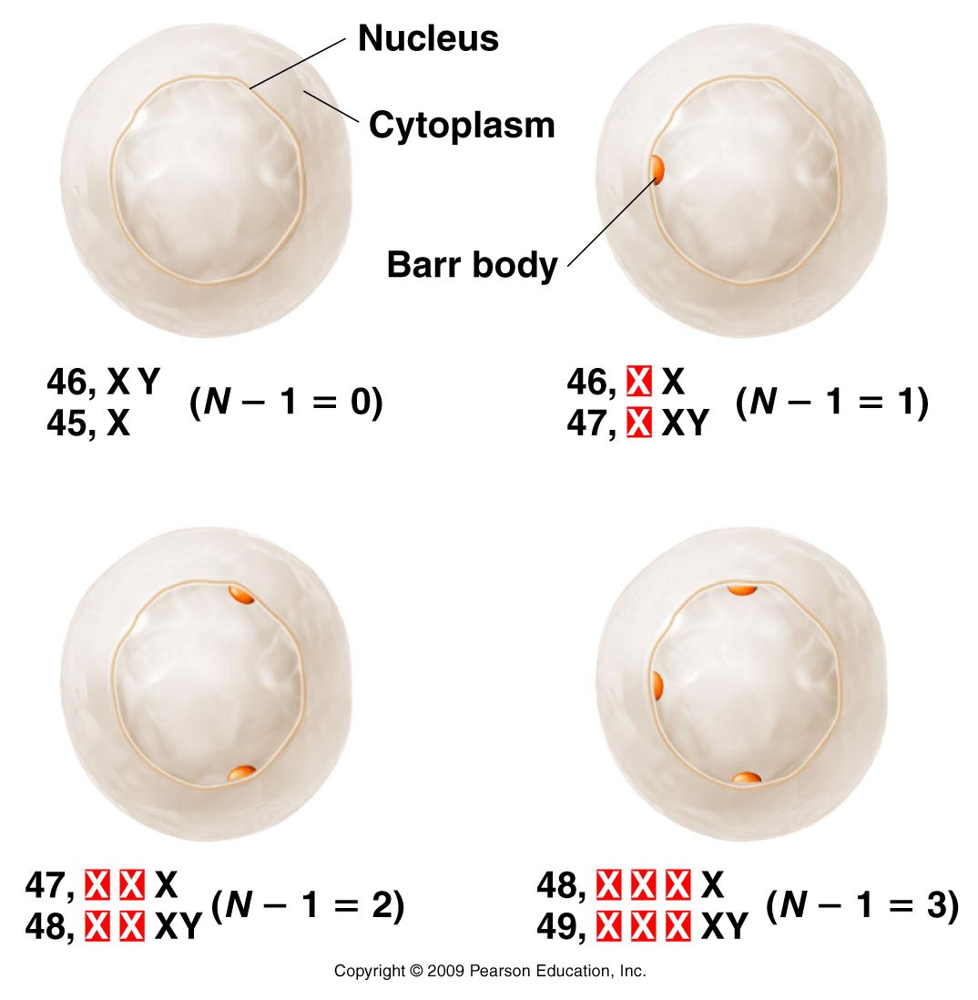 Nucleus
Cytoplasm
Barr body
46, X Y
45, X
(N − 1 = 0)
46, X X
47, X XY
(N − 1 = 1)
47, X X X
48, X X XY
(N − 1 = 2)
48, X X X X
49, X X X XY
(N − 1 = 3)
Copyright © 2009 Pearson Education, Inc.